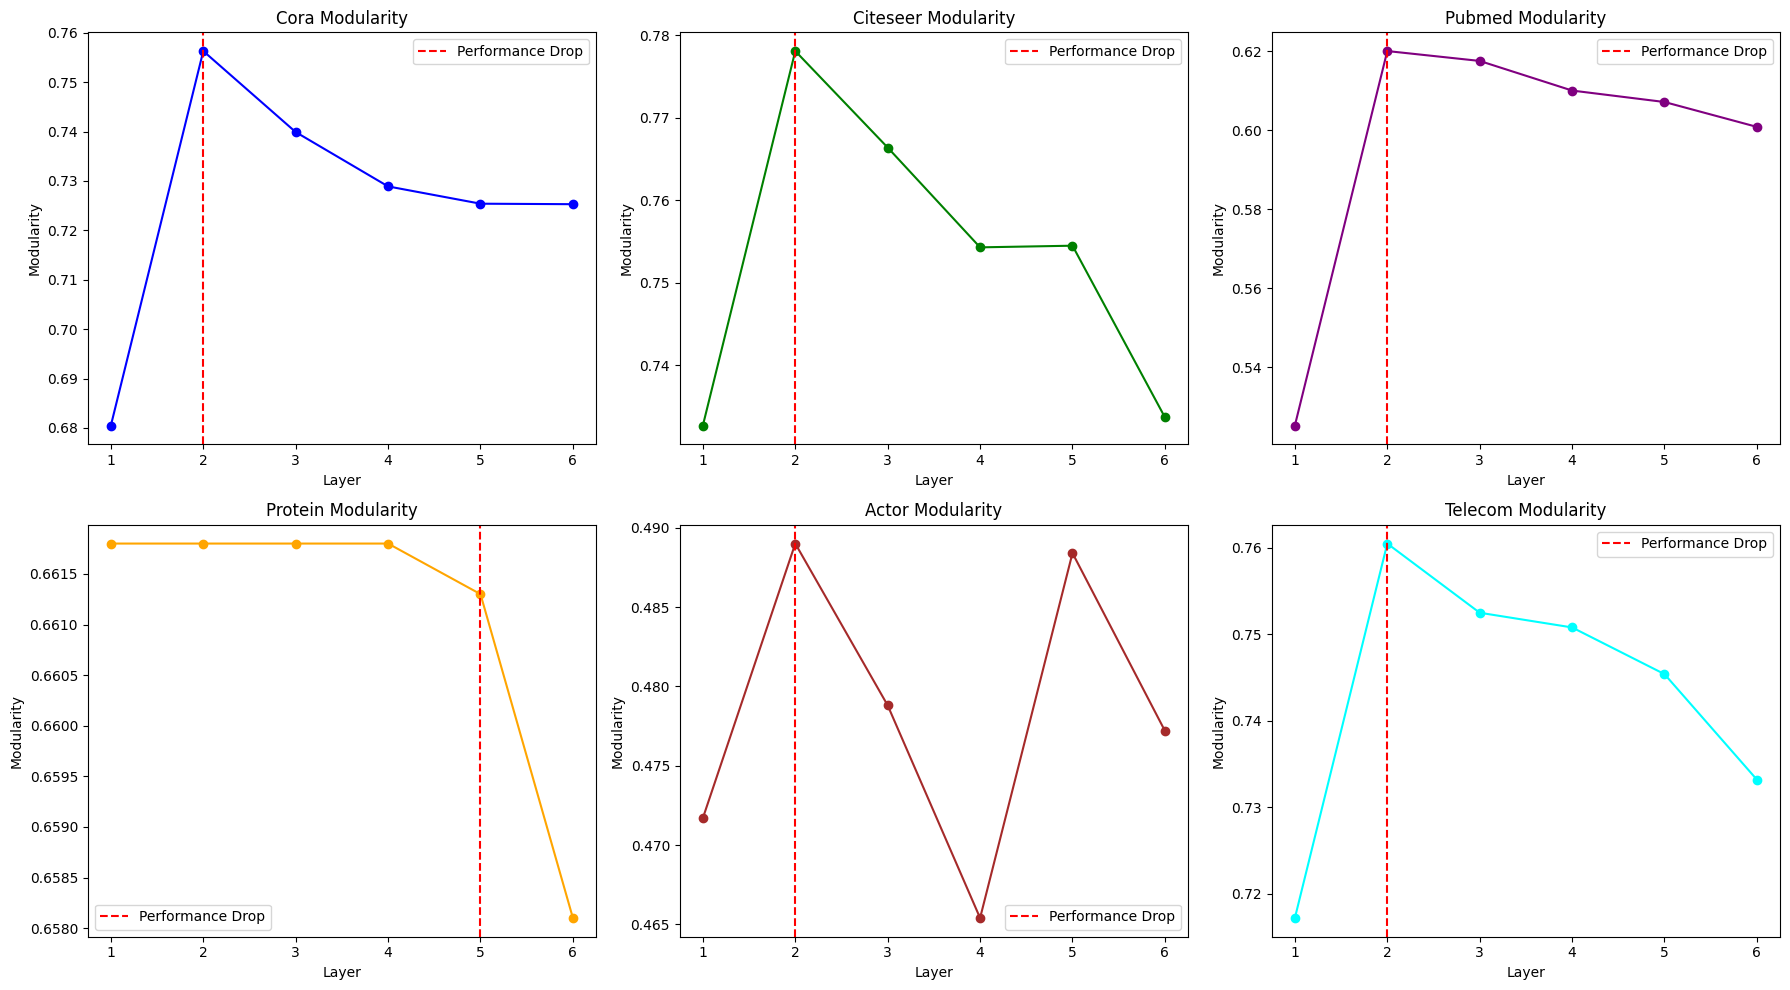 Cora Modularity
0.76
0.75
0.74
0.73
0.72
0.71
0.70
0.69
0.68
Modularity
1 2 3 4 5 6
Layer
Performance Drop
Citeseer Modularity
0.78
0.77
0.76
0.75
0.74
Modularity
1 2 3 4 5 6
Layer
Performance Drop
Pubmed Modularity
0.62
0.60
0.58
0.56
0.54
Modularity
1 2 3 4 5 6
Layer
Performance Drop
Protein Modularity
0.6615
0.6610
0.6605
0.6600
0.6595
0.6590
0.6585
0.6580
Modularity
1 2 3 4 5 6
Layer
Performance Drop
Actor Modularity
0.490
0.485
0.480
0.475
0.470
0.465
Modularity
1 2 3 4 5 6
Layer
Performance Drop
Telecom Modularity
0.76
0.75
0.74
0.73
0.72
Modularity
1 2 3 4 5 6
Layer
Performance Drop